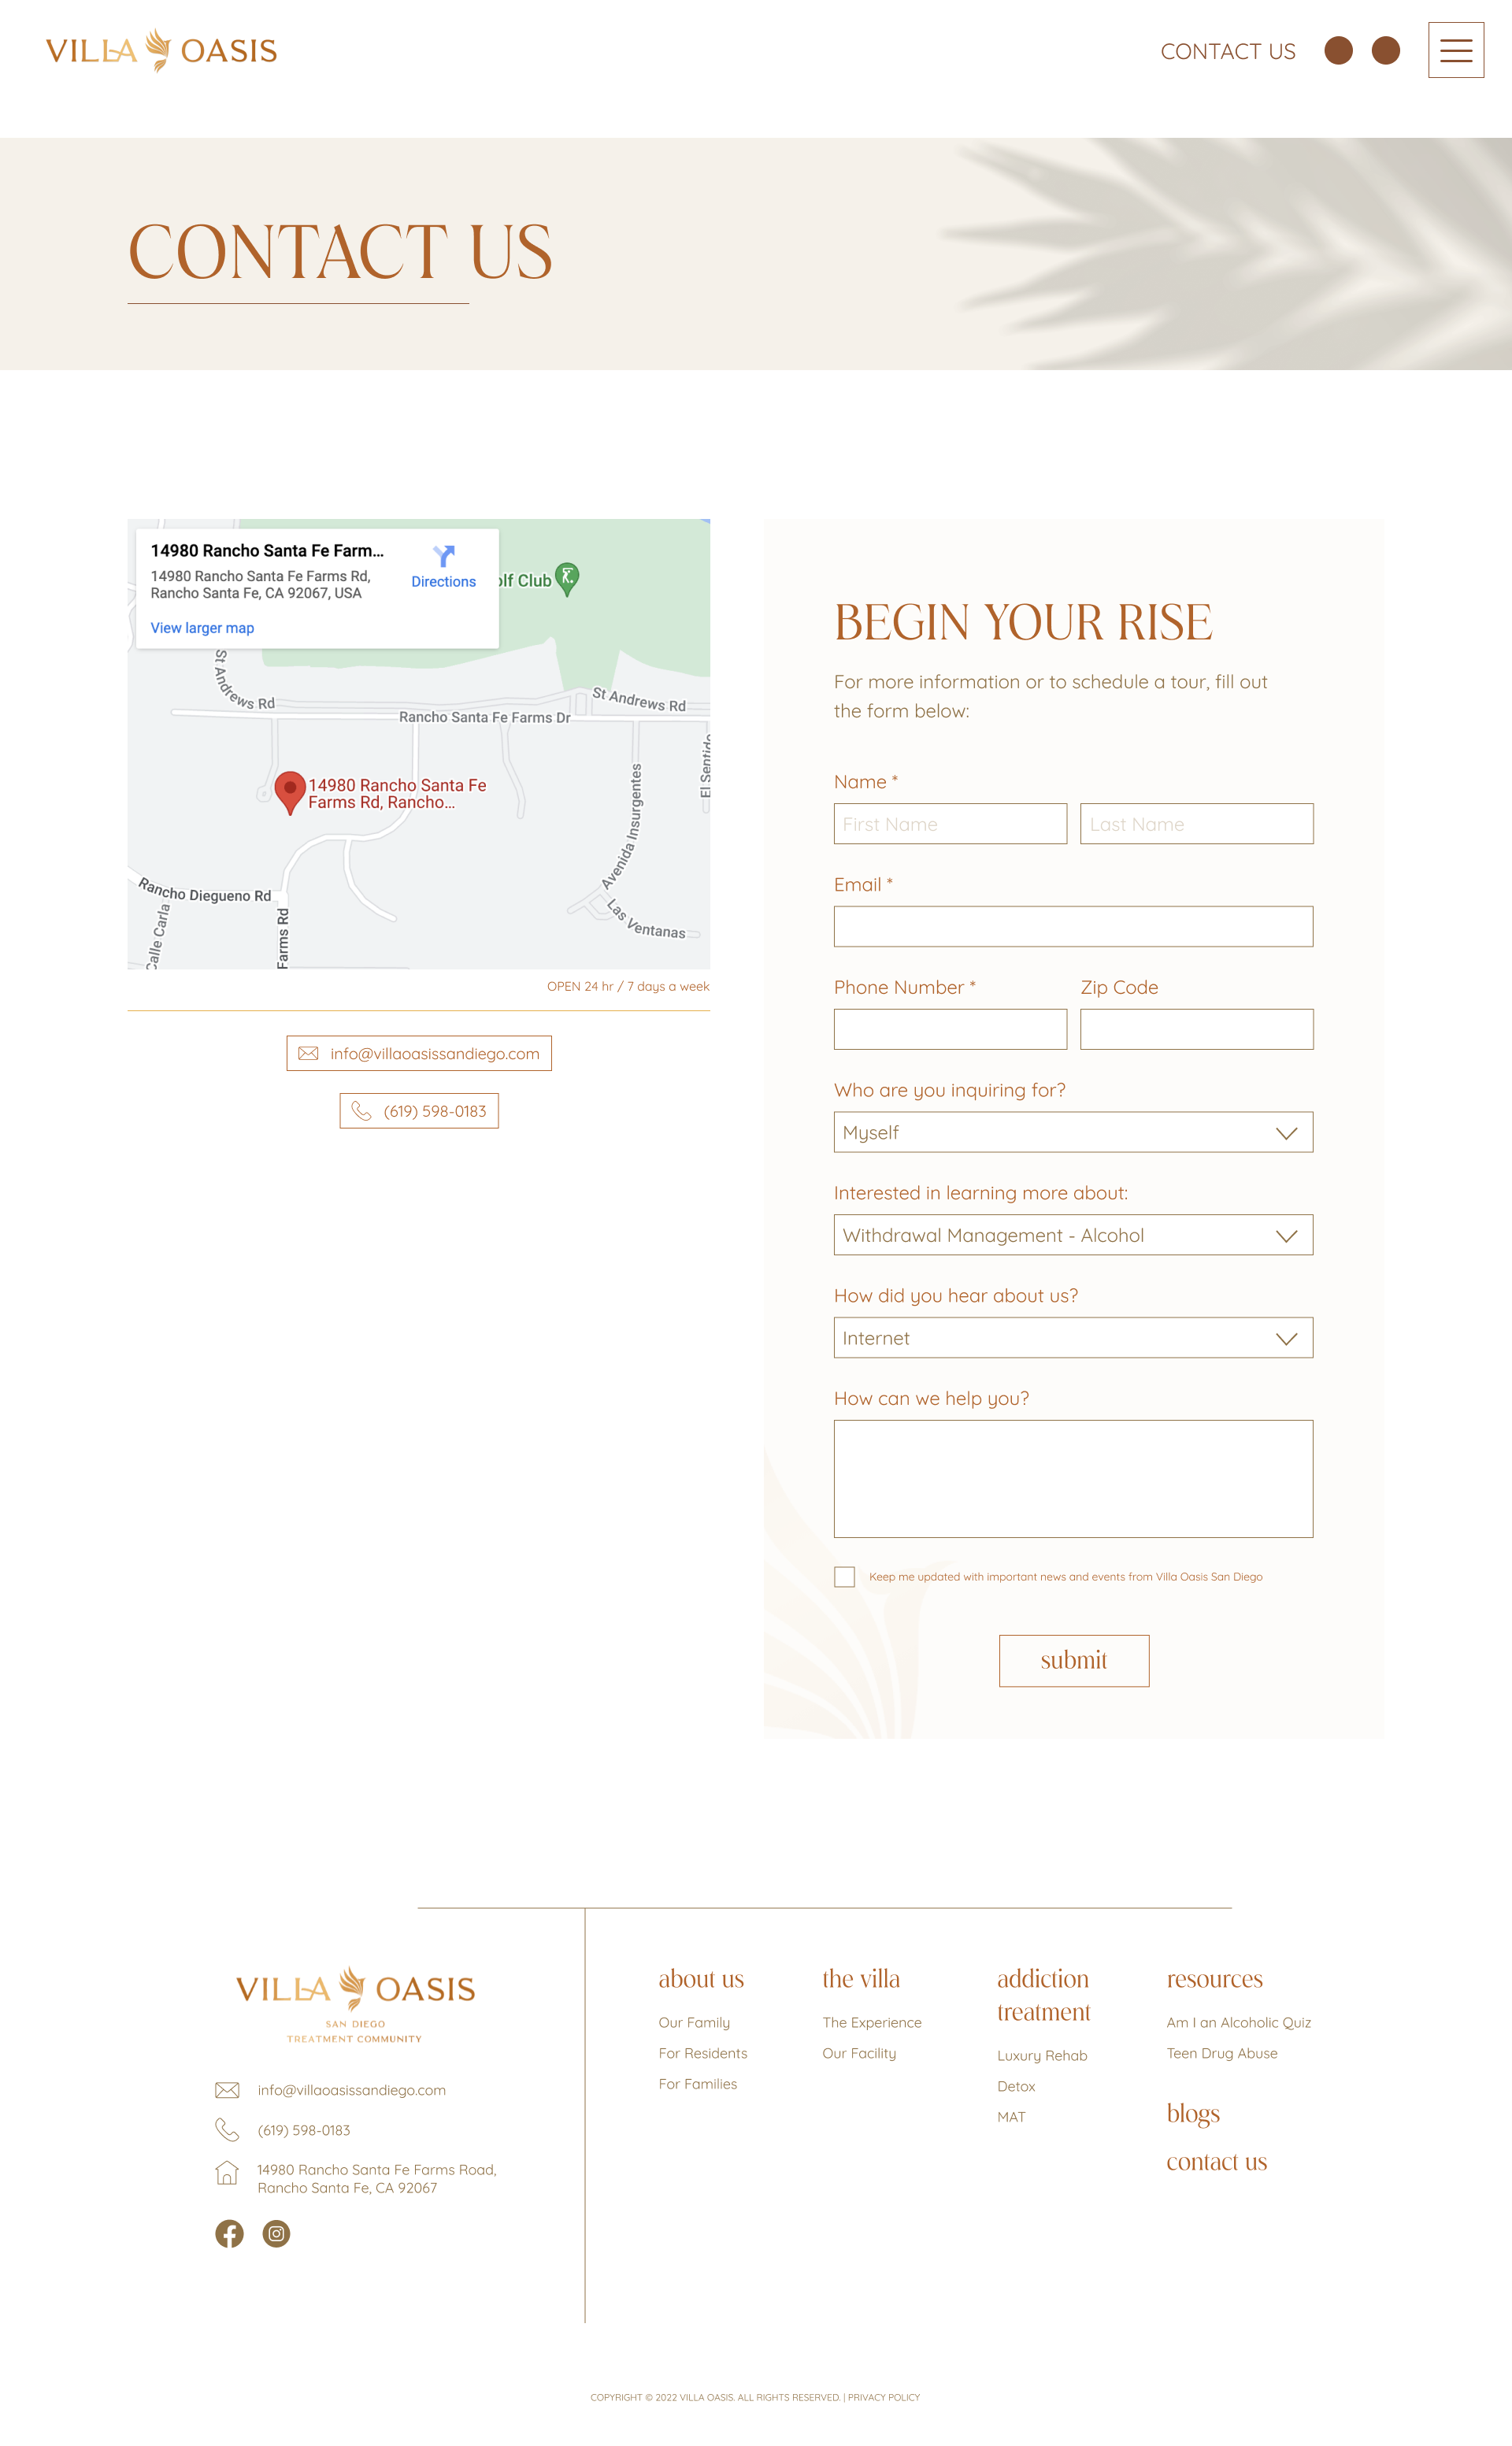 VILLA OASIS
CONTACT US
CONTACT US
14980 Rancho Santa Fe Farm...
14980 Rancho Santa Fe Farms Rd,
Rancho Santa Fe, CA 92067, USA
Directions
View larger map
olf Club
St Andrews Rd
St Andrews Rd
Rancho Santa Fe Farms Dr
El Sentido
14980 Rancho Santa Fe
Farms Rd, Rancho...
Avenida Insurgentes
Rancho Diegueno Rd
Las Ventanas
Calle Carla
Farms Rd
OPEN 24 hr / 7 days a week
info@villaoasissandiego.com
(619) 598-0183
BEGIN YOUR RISE
For more information or to schedule a tour, fill out
the form below:
Name *
First Name
Last Name
Email *
Phone Number *
Zip Code
Who are you inquiring for?
Myself
Interested in learning more about:
Withdrawal Management - Alcohol
How did you hear about us?
Internet
How can we help you?
Keep me updated with important news and events from Villa Oasis San Diego
submit
VILLA OASIS
SAN DIEGO
TREATMENT COMMUNITY
info@villaoasissandiego.com
(619) 598-0183
14980 Rancho Santa Fe Farms Road,
Rancho Santa Fe, CA 92067
about us
Our Family
For Residents
For Families
the villa
The Experience
Our Facility
addiction
treatment
Luxury Rehab
Detox
MAT
resources
Am I an Alcoholic Quiz
Teen Drug Abuse
blogs
contact us
COPYRIGHT © 2022 VILLA OASIS. ALL RIGHTS RESERVED. | PRIVACY POLICY